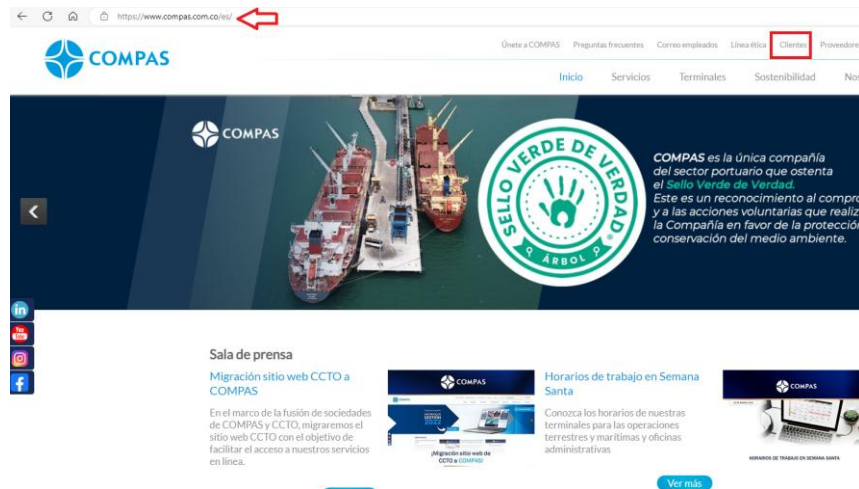 https://www.compas.com.co/es/
COMPAS
Únete a COMPAS Preguntas frecuentes Correo empleados Línea ética Clientes Proveedore
Inicio Servicios Terminales Sostenibilidad Nos
COMPAS
SELLO VERDE DE VERDAD
ÁRBOL
COMPAS es la única compañía
del sector portuario que ostenta
el Sello Verde de Verdad.
Este es un reconocimiento al compro
y a las acciones voluntarias que realiz
la Compañía en favor de la protección
conservación del medio ambiente.
in
You Tube
f
Sala de prensa
Migración sitio web CCTO a
COMPAS
En el marco de la fusión de sociedades
de COMPAS y CCTO, migraremos el
sitio web CCTO con el objetivo de
facilitar el acceso a nuestros servicios
en línea.
COMPAS
¡Migración sitio web de
CCTO a COMPAS!
Horarios de trabajo en Semana
Santa
Conozca los horarios de nuestras
terminales para las operaciones
terrestres y marítimas y oficinas
administrativas
Ver más
COMPAS
HORARIOS DE TRABAJO EN SEMANA SANTA